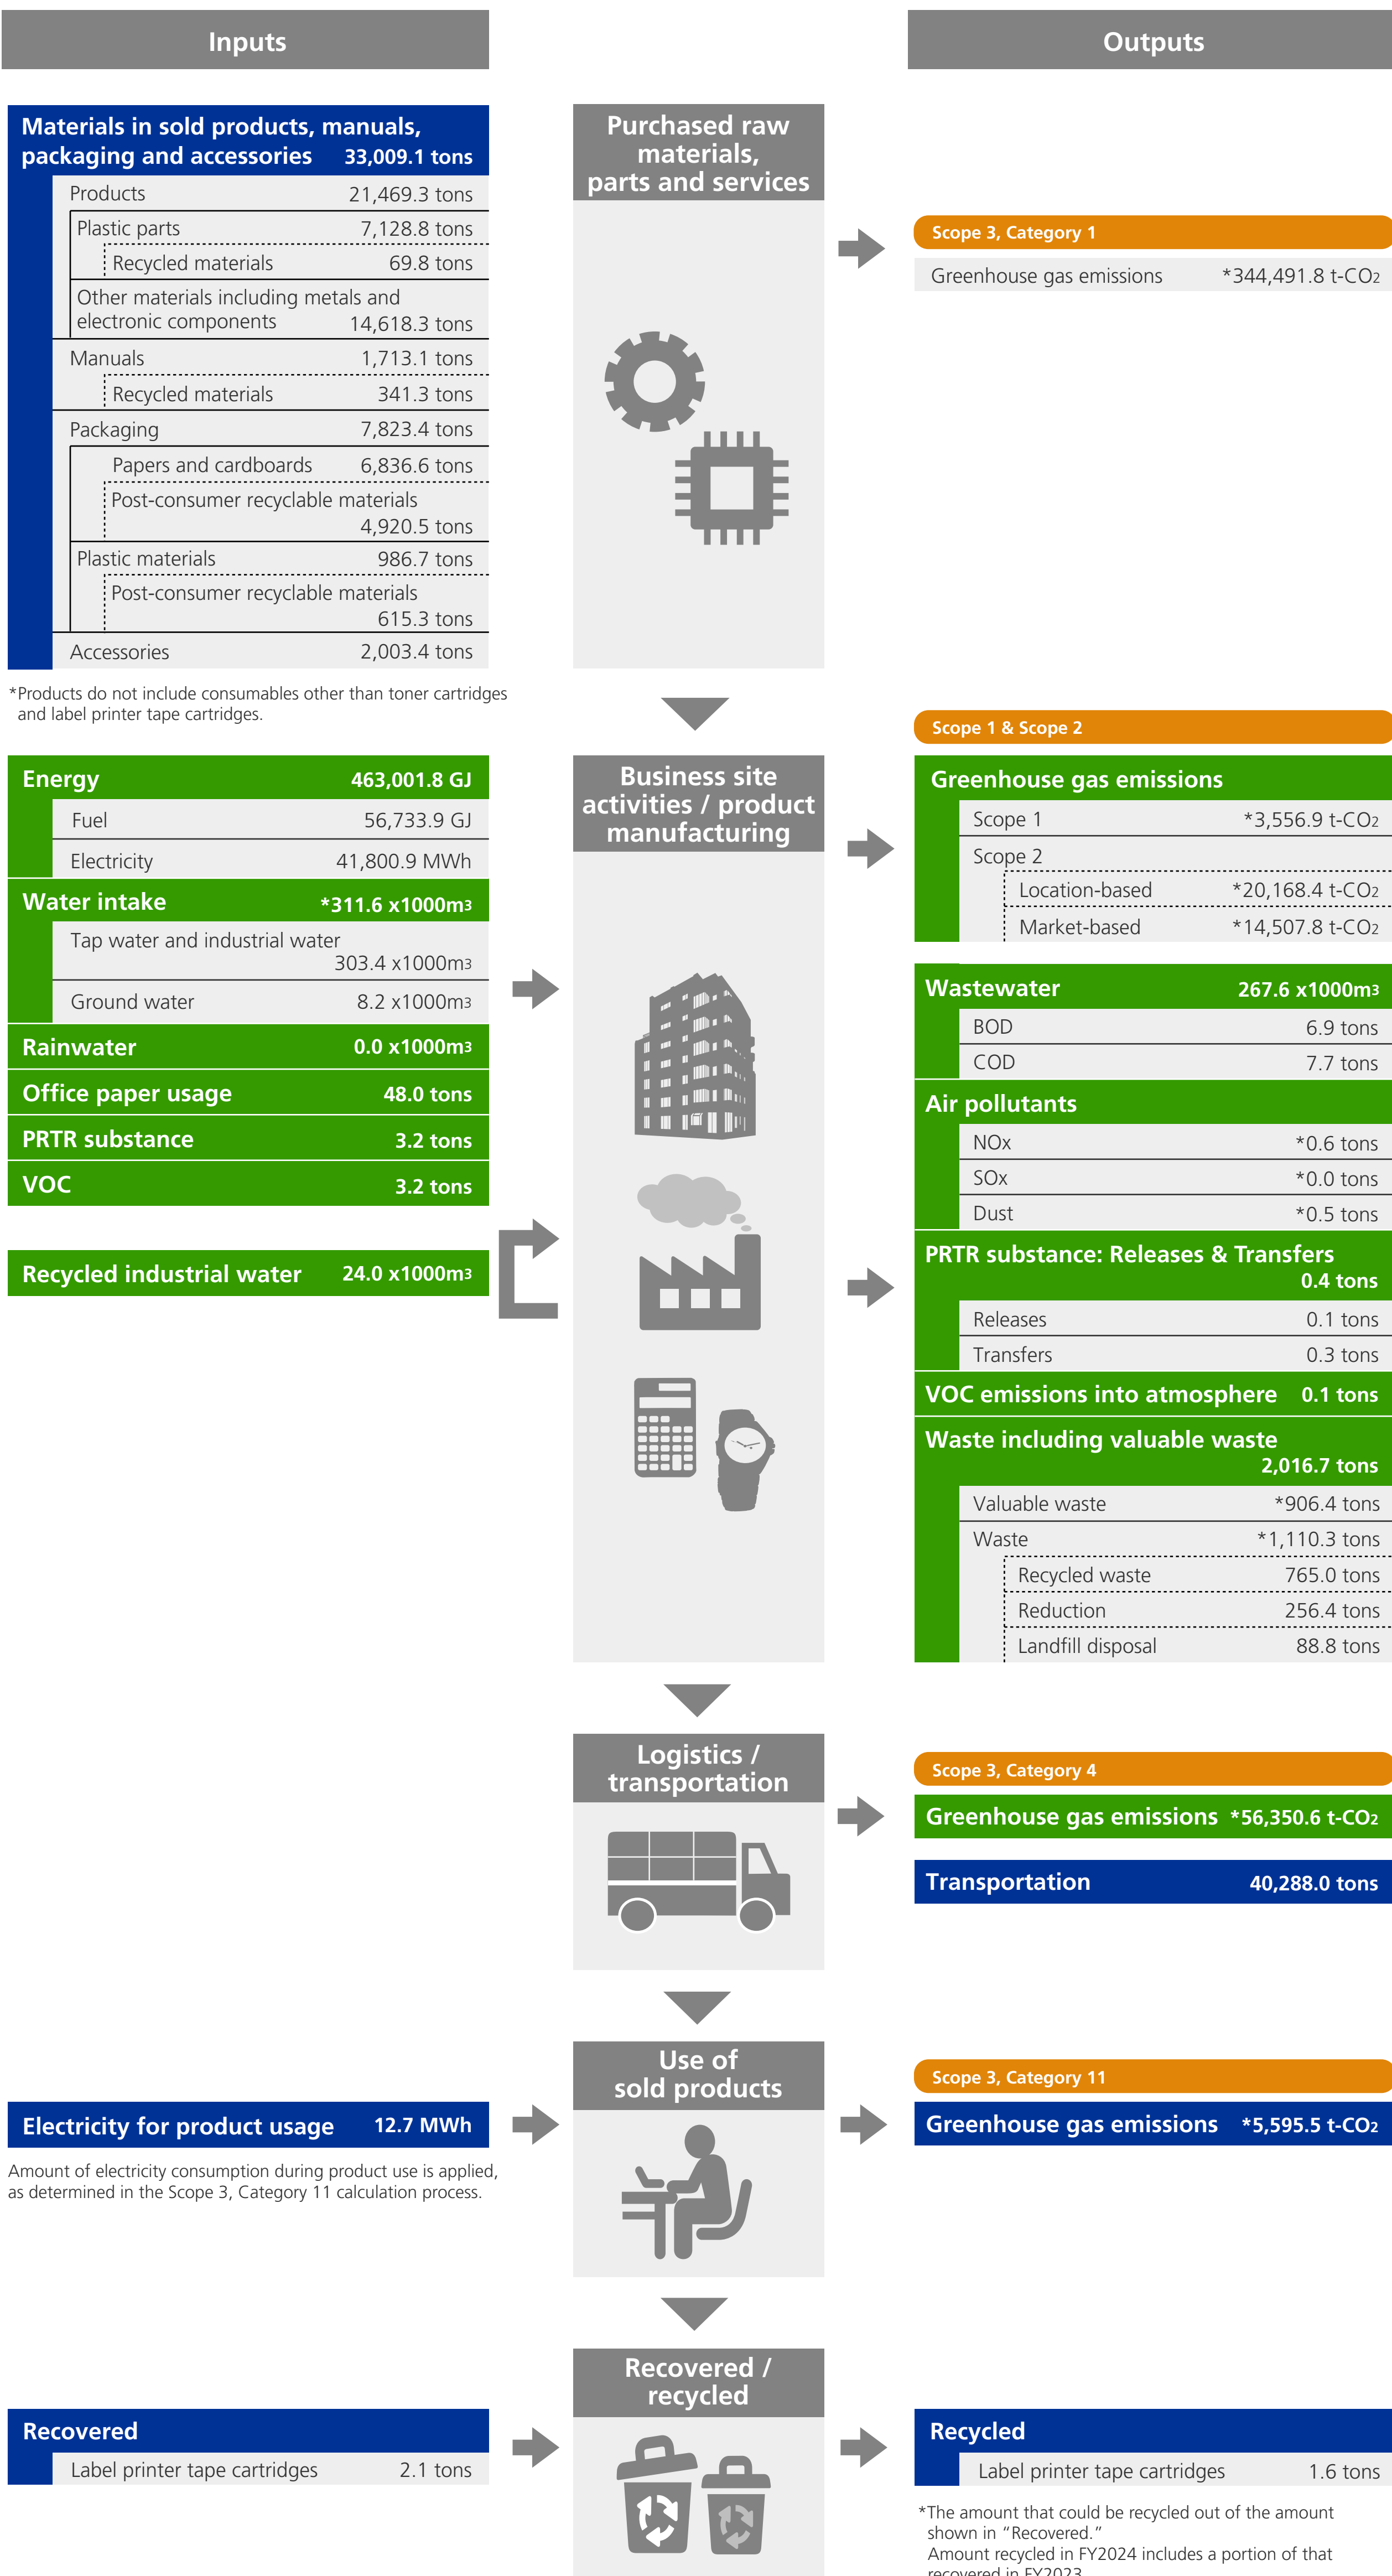 Inputs
Outputs
Materials in sold products, manuals,
packaging and accessories 33,009.1 tons
Products 21,469.3 tons
Plastic parts 7,128.8 tons
Recycled materials 69.8 tons
Other materials including metals and
electronic components 14,618.3 tons
Manuals 1,713.1 tons
Recycled materials 341.3 tons
Packaging 7,823.4 tons
Papers and cardboards 6,836.6 tons
Post-consumer recyclable materials
4,920.5 tons
Plastic materials 986.7 tons
Post-consumer recyclable materials
615.3 tons
Accessories 2,003.4 tons
*Products do not include consumables other than toner cartridges
and label printer tape cartridges.
Purchased raw
materials,
parts and services
Scope 3, Category 1
Greenhouse gas emissions *344,491.8 t-CO2
Energy 463,001.8 GJ
Fuel 56,733.9 GJ
Electricity 41,800.9 MWh
Water intake *311.6 x1000m3
Tap water and industrial water
303.4 x1000m3
Ground water 8.2 x1000m3
Rainwater 0.0 x1000m3
Office paper usage 48.0 tons
PRTR substance 3.2 tons
VOC 3.2 tons
Recycled industrial water 24.0 x1000m3
Business site
activities / product
manufacturing
Scope 1 & Scope 2
Greenhouse gas emissions
Scope 1 *3,556.9 t-CO2
Scope 2
Location-based *20,168.4 t-CO2
Market-based *14,507.8 t-CO2
Wastewater 267.6 x1000m3
BOD 6.9 tons
COD 7.7 tons
Air pollutants
NOx *0.6 tons
SOx *0.0 tons
Dust *0.5 tons
PRTR substance: Releases & Transfers
0.4 tons
Releases 0.1 tons
Transfers 0.3 tons
VOC emissions into atmosphere 0.1 tons
Waste including valuable waste
2,016.7 tons
Valuable waste *906.4 tons
Waste *1,110.3 tons
Recycled waste 765.0 tons
Reduction 256.4 tons
Landfill disposal 88.8 tons
Logistics /
transportation
Scope 3, Category 4
Greenhouse gas emissions *56,350.6 t-CO2
Transportation 40,288.0 tons
Use of
sold products
Electricity for product usage 12.7 MWh
Amount of electricity consumption during product use is applied,
as determined in the Scope 3, Category 11 calculation process.
Scope 3, Category 11
Greenhouse gas emissions *5,595.5 t-CO2
Recovered /
recycled
Recovered
Label printer tape cartridges 2.1 tons
Recycled
Label printer tape cartridges 1.6 tons
*The amount that could be recycled out of the amount
shown in “Recovered.”
Amount recycled in FY2024 includes a portion of that
recovered in FY2023